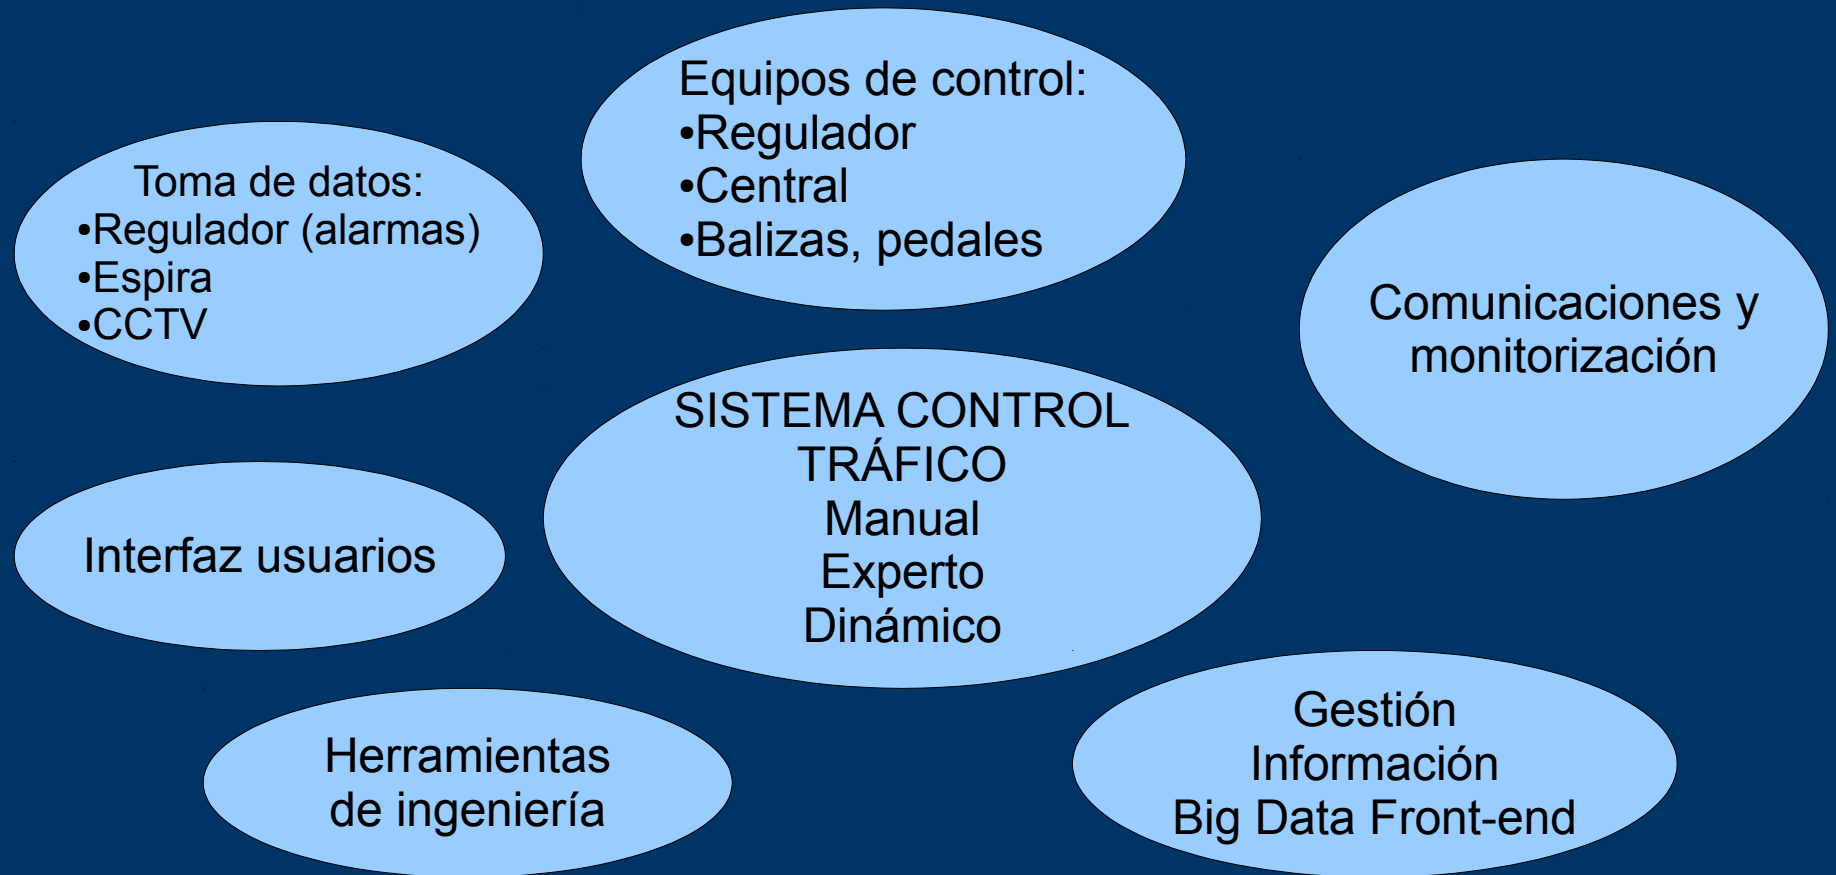 Equipos de control:
•Regulador
•Central
•Balizas, pedales
Toma de datos:
•Regulador (alarmas)
•Espira
•CCTV
Comunicaciones y
monitorización
SISTEMA CONTROL
TRÁFICO
Manual
Experto
Dinámico
Interfaz usuarios
Herramientas
de ingeniería
Gestión
Información
Big Data Front-end